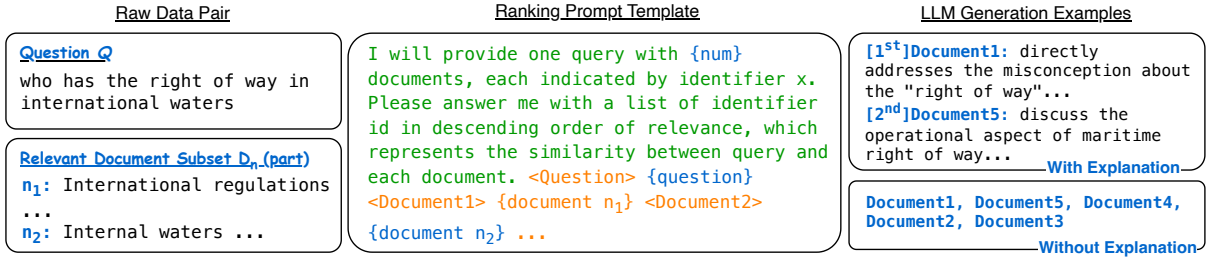 Raw Data Pair
Question Q
who has the right of way in
international waters
Relevant Document Subset Dn (part)
n1: International regulations
...
n2: Internal waters ...
Ranking Prompt Template
I will provide one query with {num}
documents, each indicated by identifier x.
Please answer me with a list of identifier
id in descending order of relevance, which
represents the similarity between query and
each document. <Question> {question}
<Document1> {document n1} <Document2>
{document n2} ...
LLM Generation Examples
[1st]Document1: directly
addresses the misconception about
the "right of way"...
[2nd]Document5: discuss the
operational aspect of maritime
right of way...
With Explanation
Document1, Document5, Document4,
Document2, Document3
Without Explanation